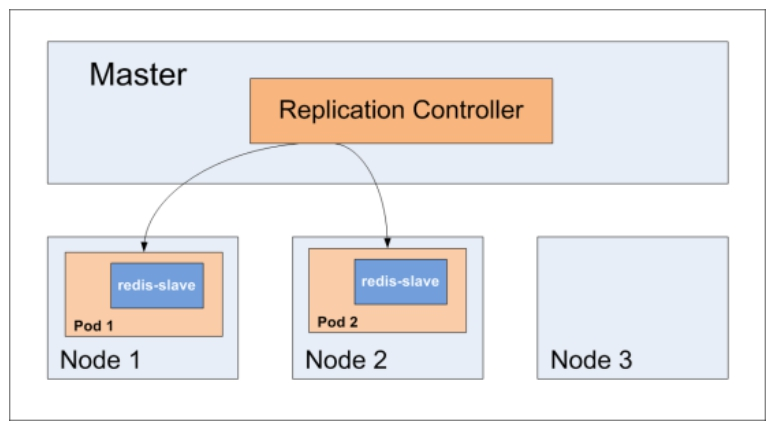 Master
Replication Controller
redis-slave
Pod 1
Node 1
redis-slave
Pod 2
Node 2
Node 3